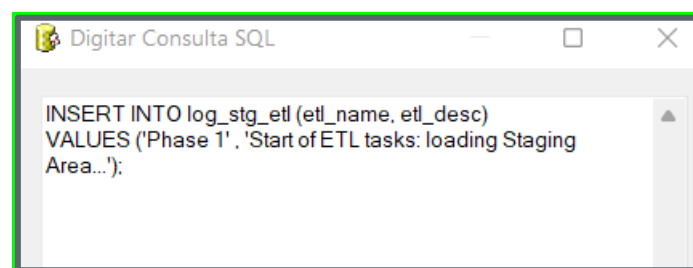 Digitar Consulta SQL
INSERT INTO log_stg_etl (etl_name, etl_desc)
VALUES ('Phase 1' , 'Start of ETL tasks: loading Staging
Area...');